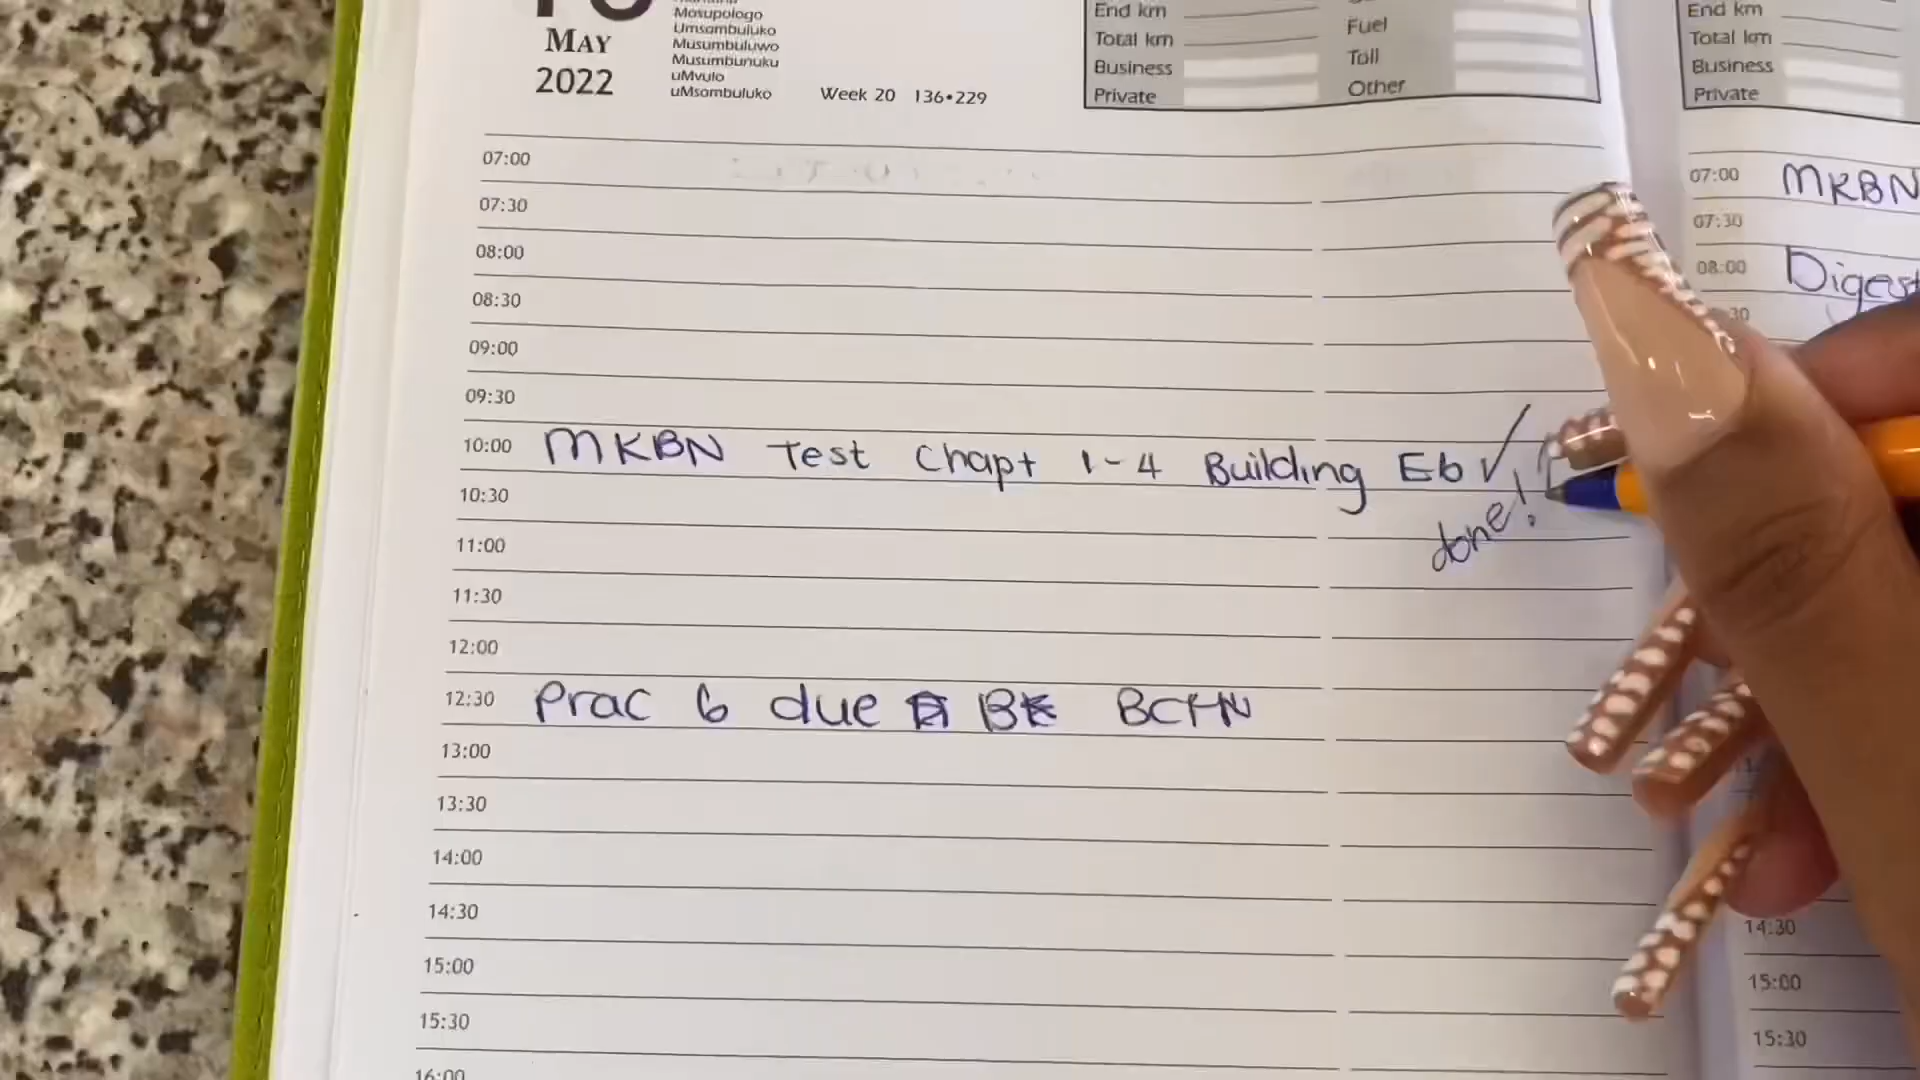 MAY
2022
Mosupologo
Umsombuluko
Musumbuluwo
Musumbunuku
uMvulo
uMsombuluko
Week 20 136•229
End km
Total km
Business
Private
Fuel
Toll
Other
07:00
07:30
08:00
08:30
09:00
09:30
10:00 MKBN Test Chapt 1-4 Building E6 ✓
done!
10:30
11:00
11:30
12:00
12:30 Prac 6 due BCHN
13:00
13:30
14:00
14:30
15:00
15:30
16:00
End km
Total km
Business
Private
07:00 MKBN
07:30
08:00 Digest
30
14:30
15:00
15:30